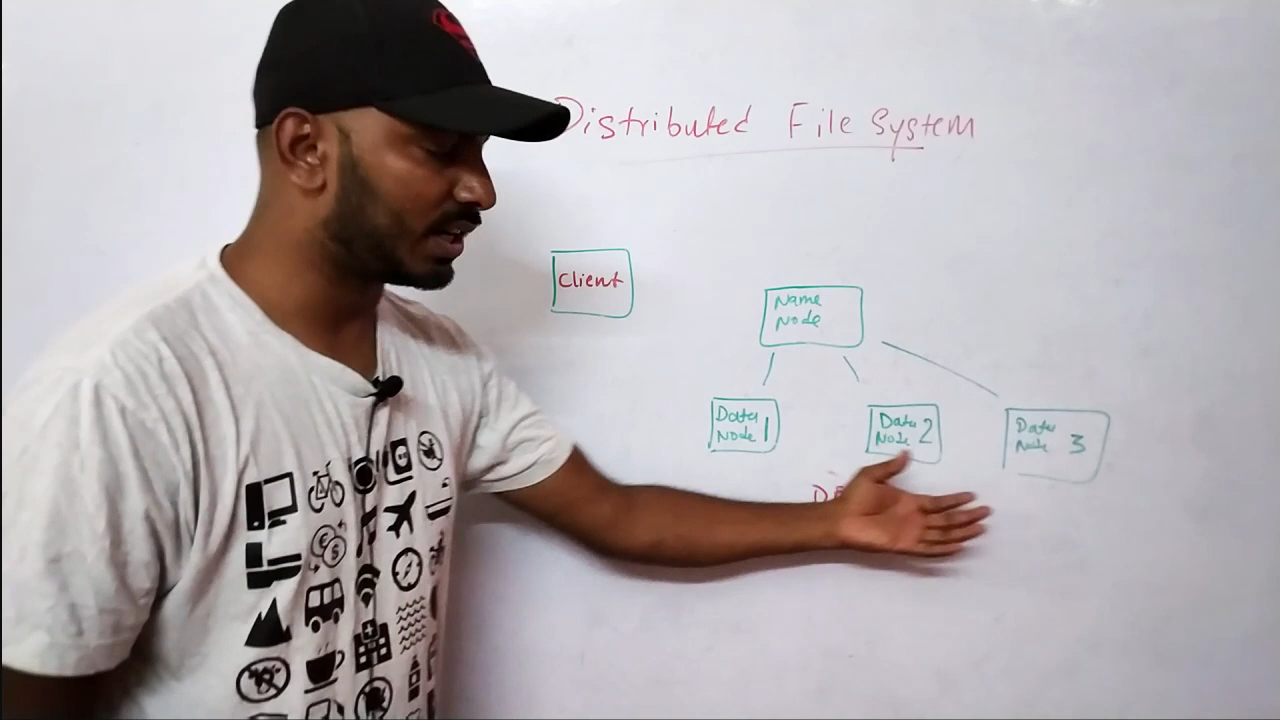 Distributed File System
Client
Name
Node
Data
Node 1
Data
Node 2
Data
Node 3